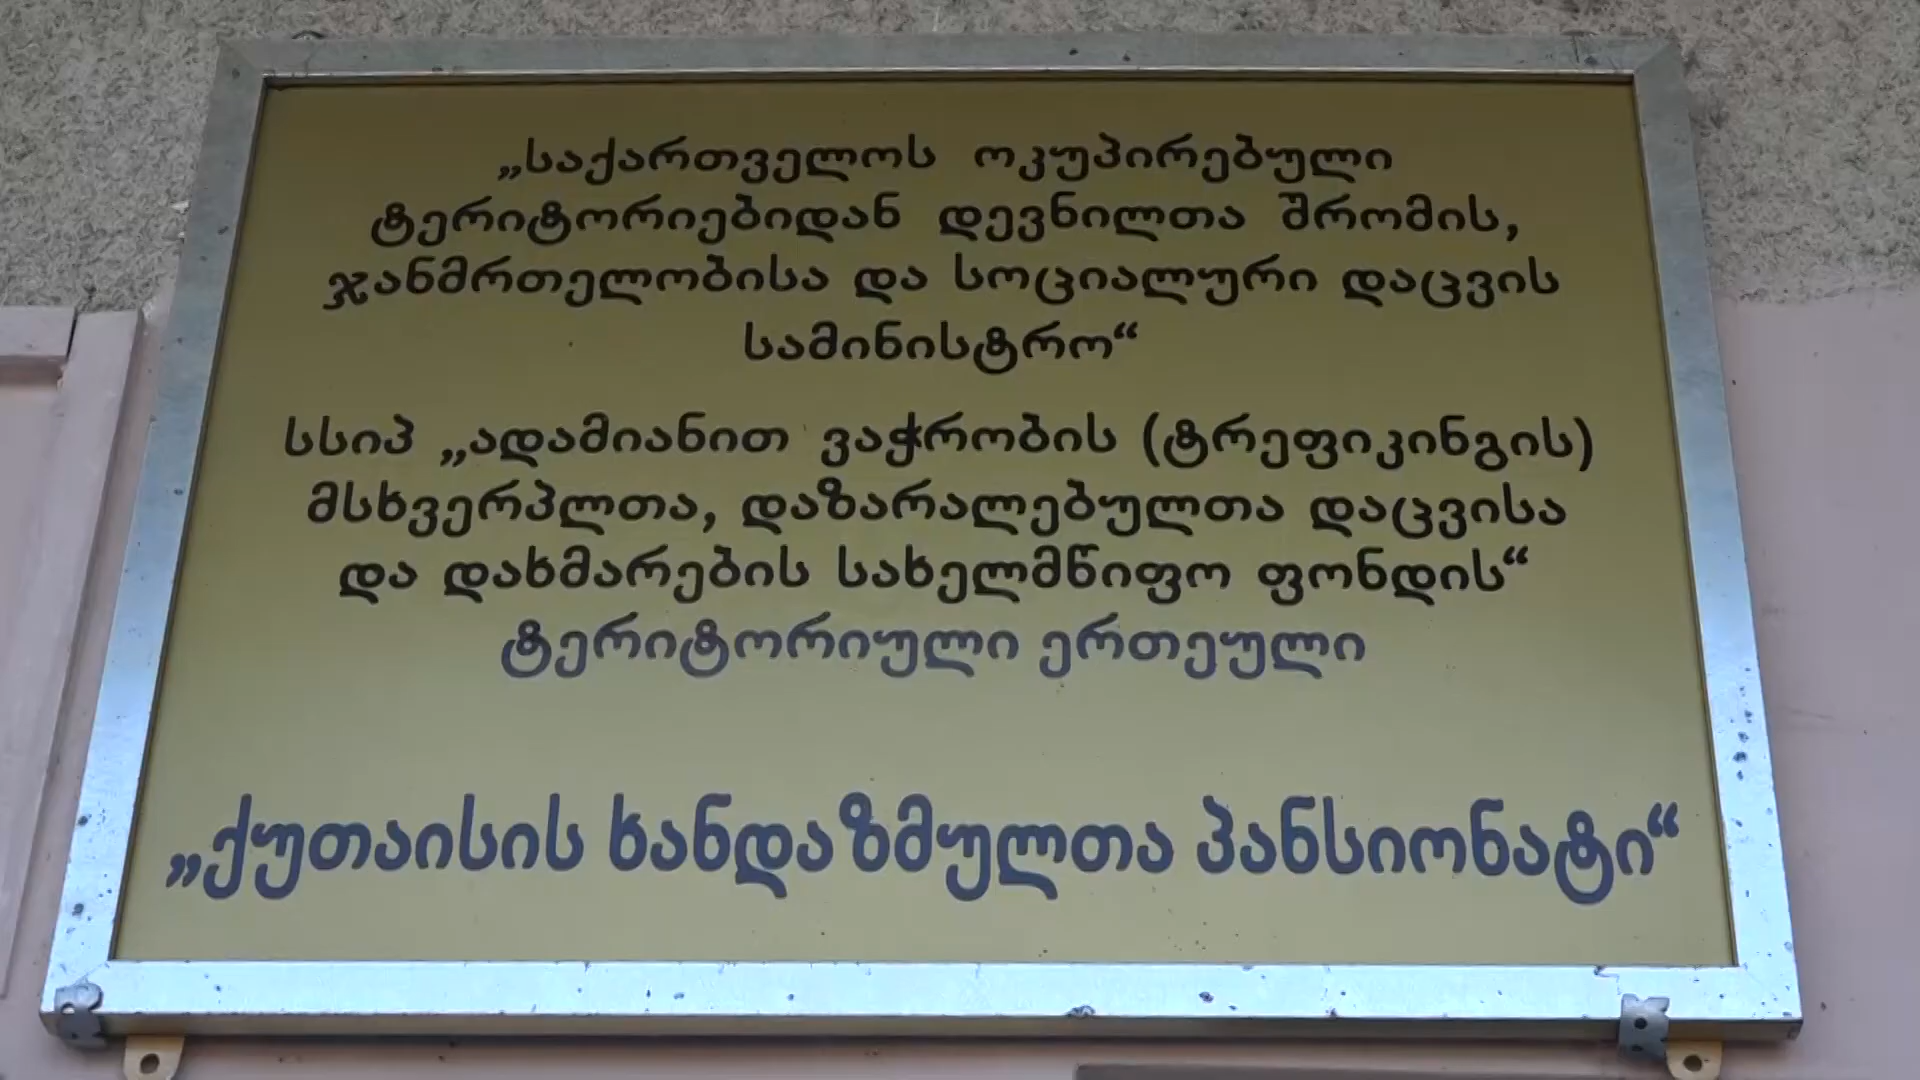 „საქართველოს ოკუპირებული
ტერიტორიებიდან დევნილთა შრომის,
ჯანმრთელობისა და სოციალური დაცვის
სამინისტრო“
სსიპ „ადამიანით ვაჭრობის (ტრეფიკინგის)
მსხვერპლთა, დაზარალებულთა დაცვისა
და დახმარების სახელმწიფო ფონდის“
ტერიტორიული ერთეული
„ქუთაისის ხანდაზმულთა პანსიონატი“